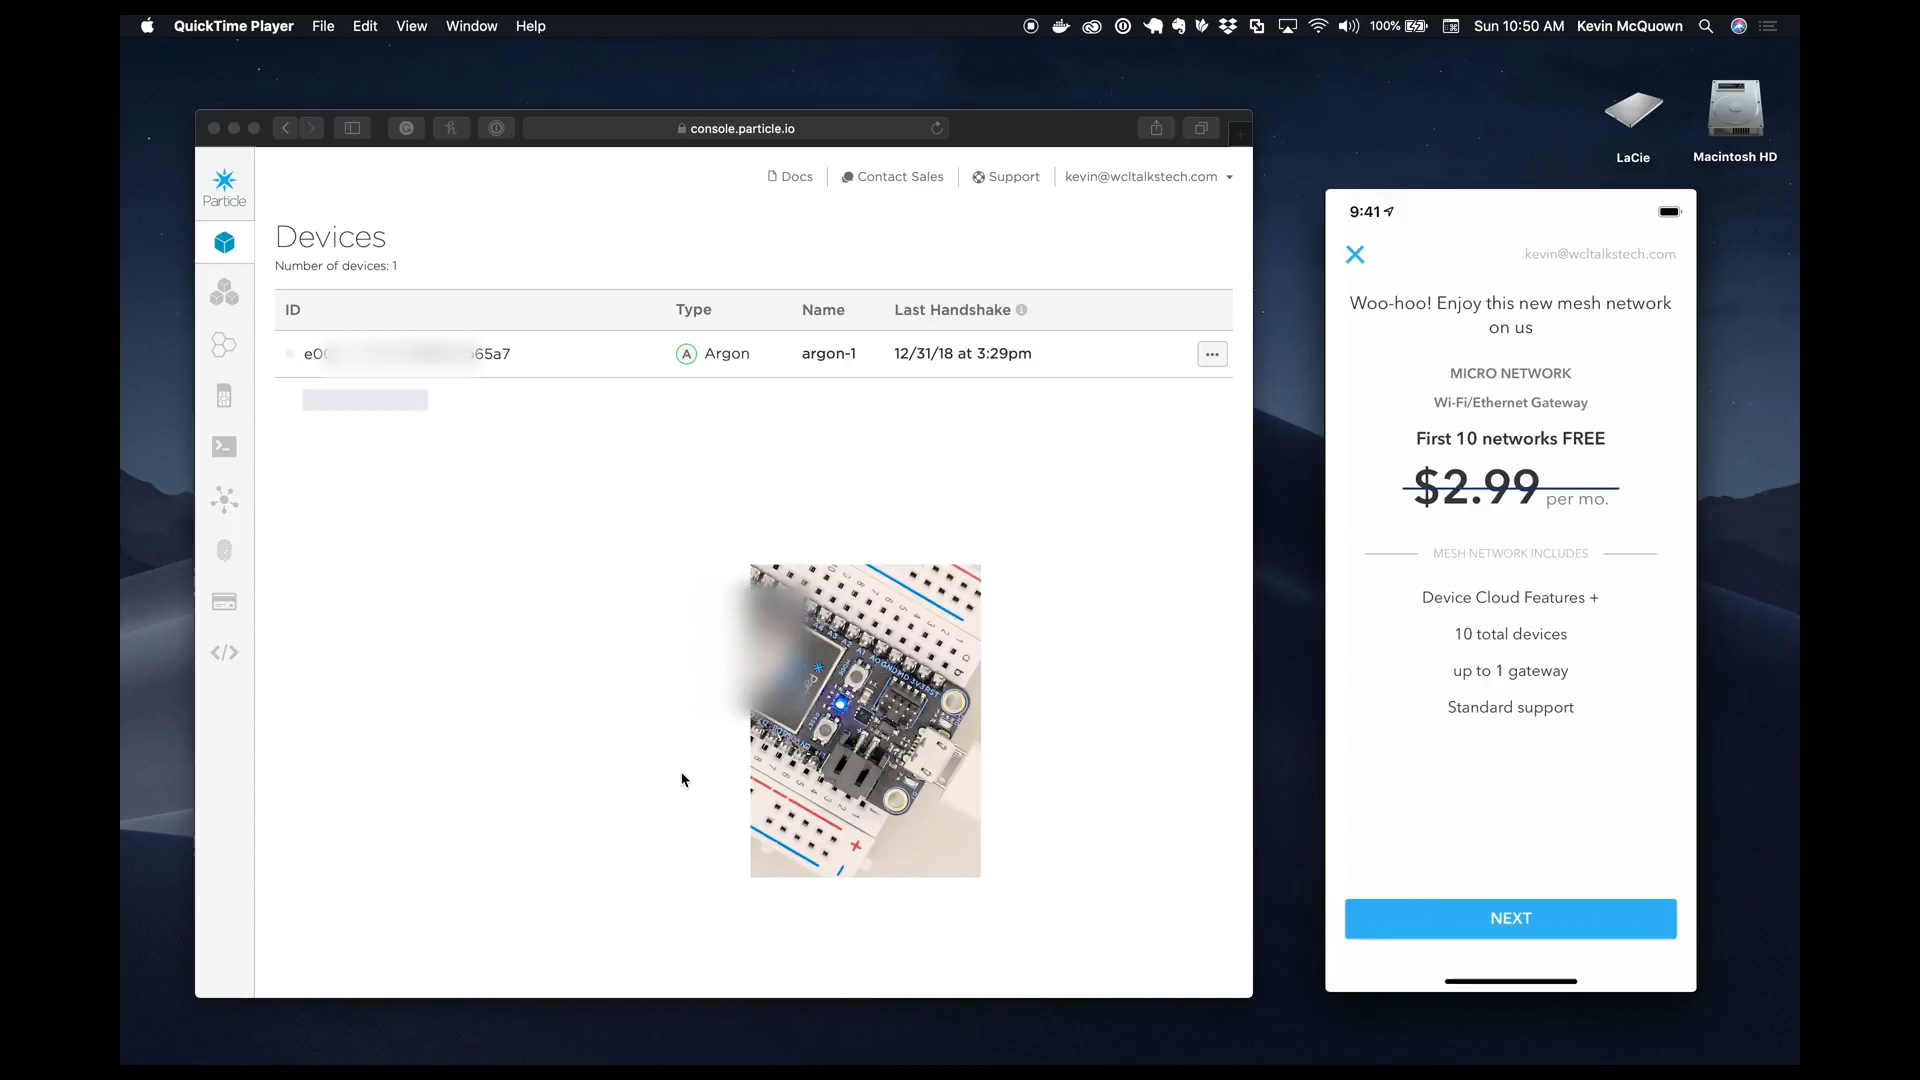 QuickTime Player File Edit View Window Help
100% Sun 10:50 AM Kevin McQuown
LaCie
Macintosh HD
console.particle.io
Particle
Docs Contact Sales Support kevin@wcltalkstech.com
Devices
Number of devices: 1
ID Type Name Last Handshake
e00 65a7 A Argon argon-1 12/31/18 at 3:29pm
9:41
kevin@wcltalkstech.com
Woo-hoo! Enjoy this new mesh network
on us
MICRO NETWORK
Wi-Fi/Ethernet Gateway
First 10 networks FREE
$2.99 per mo.
MESH NETWORK INCLUDES
Device Cloud Features +
10 total devices
up to 1 gateway
Standard support
NEXT